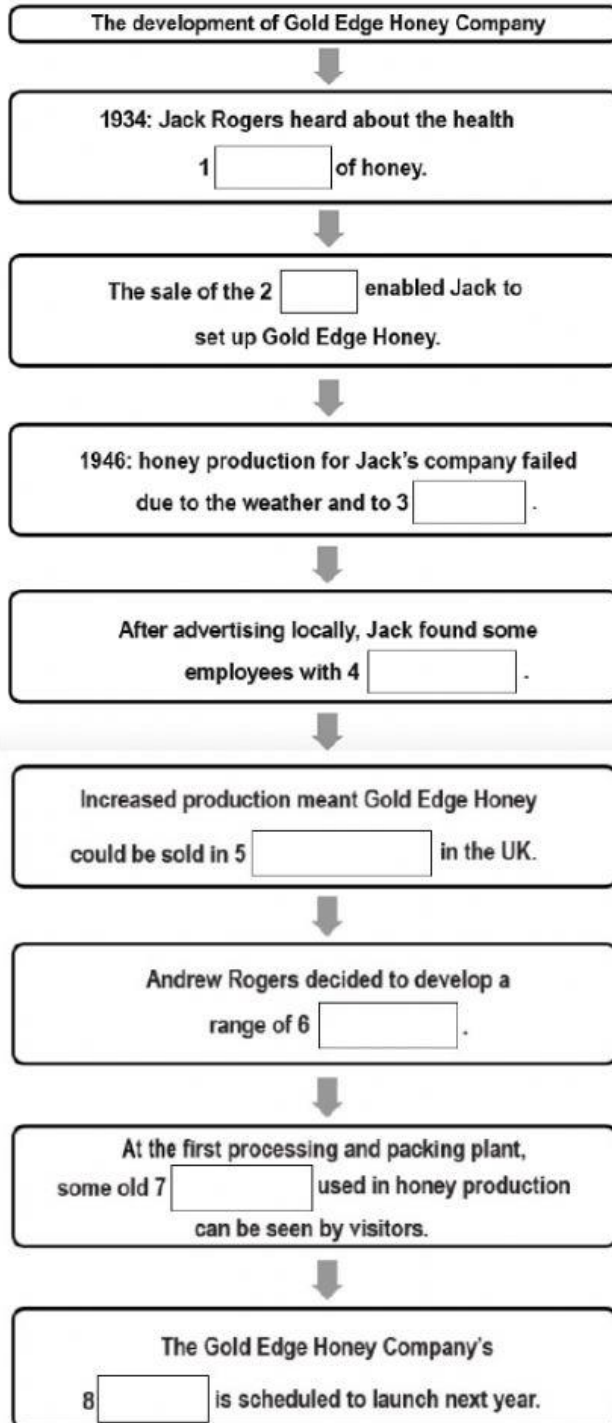 The development of Gold Edge Honey Company
1934: Jack Rogers heard about the health
1 of honey.
The sale of the 2 enabled Jack to
set up Gold Edge Honey.
1946: honey production for Jack's company failed
due to the weather and to 3 .
After advertising locally, Jack found some
employees with 4 .
Increased production meant Gold Edge Honey
could be sold in 5 in the UK.
Andrew Rogers decided to develop a
range of 6 .
At the first processing and packing plant,
some old 7 used in honey production
can be seen by visitors.
The Gold Edge Honey Company's
8 is scheduled to launch next year.